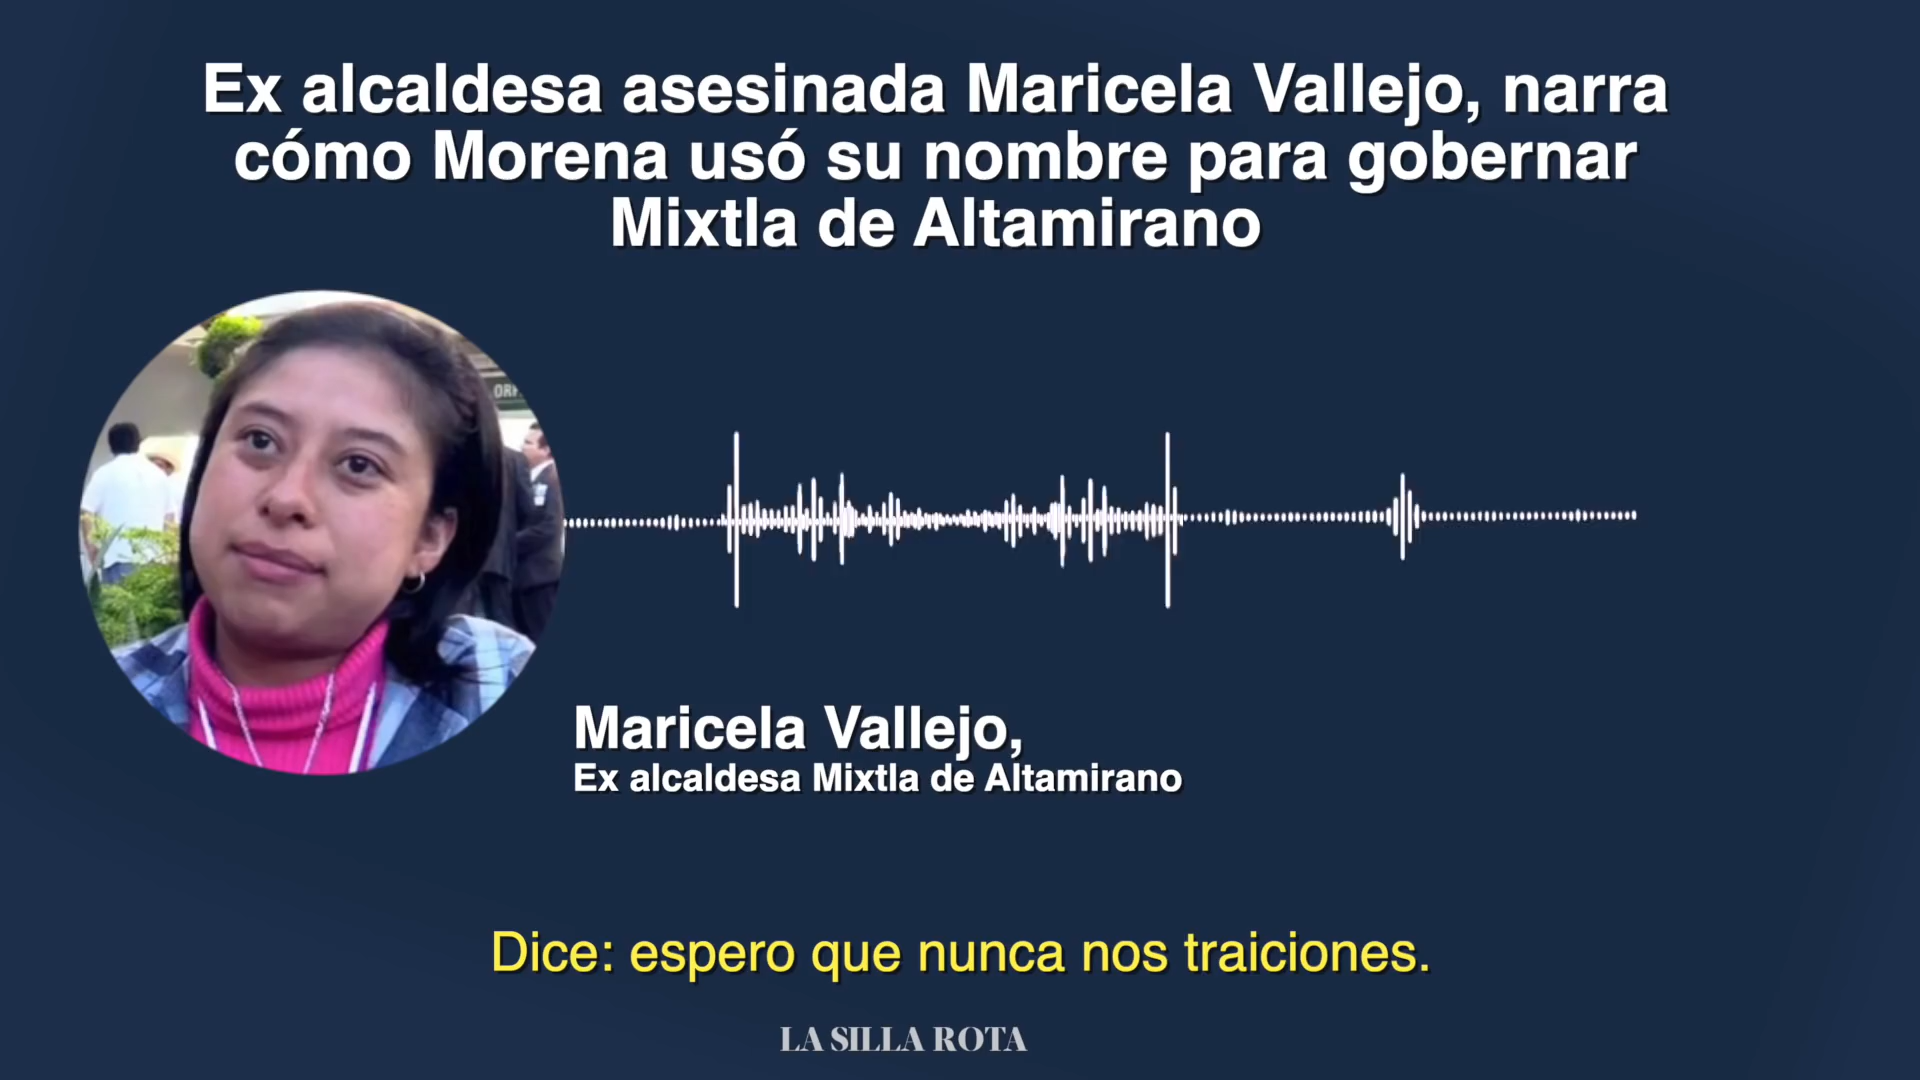 Ex alcaldesa asesinada Maricela Vallejo, narra
cómo Morena usó su nombre para gobernar
Mixtla de Altamirano
Maricela Vallejo,
Ex alcaldesa Mixtla de Altamirano
Dice: espero que nunca nos traiciones.
LA SILLA ROTA